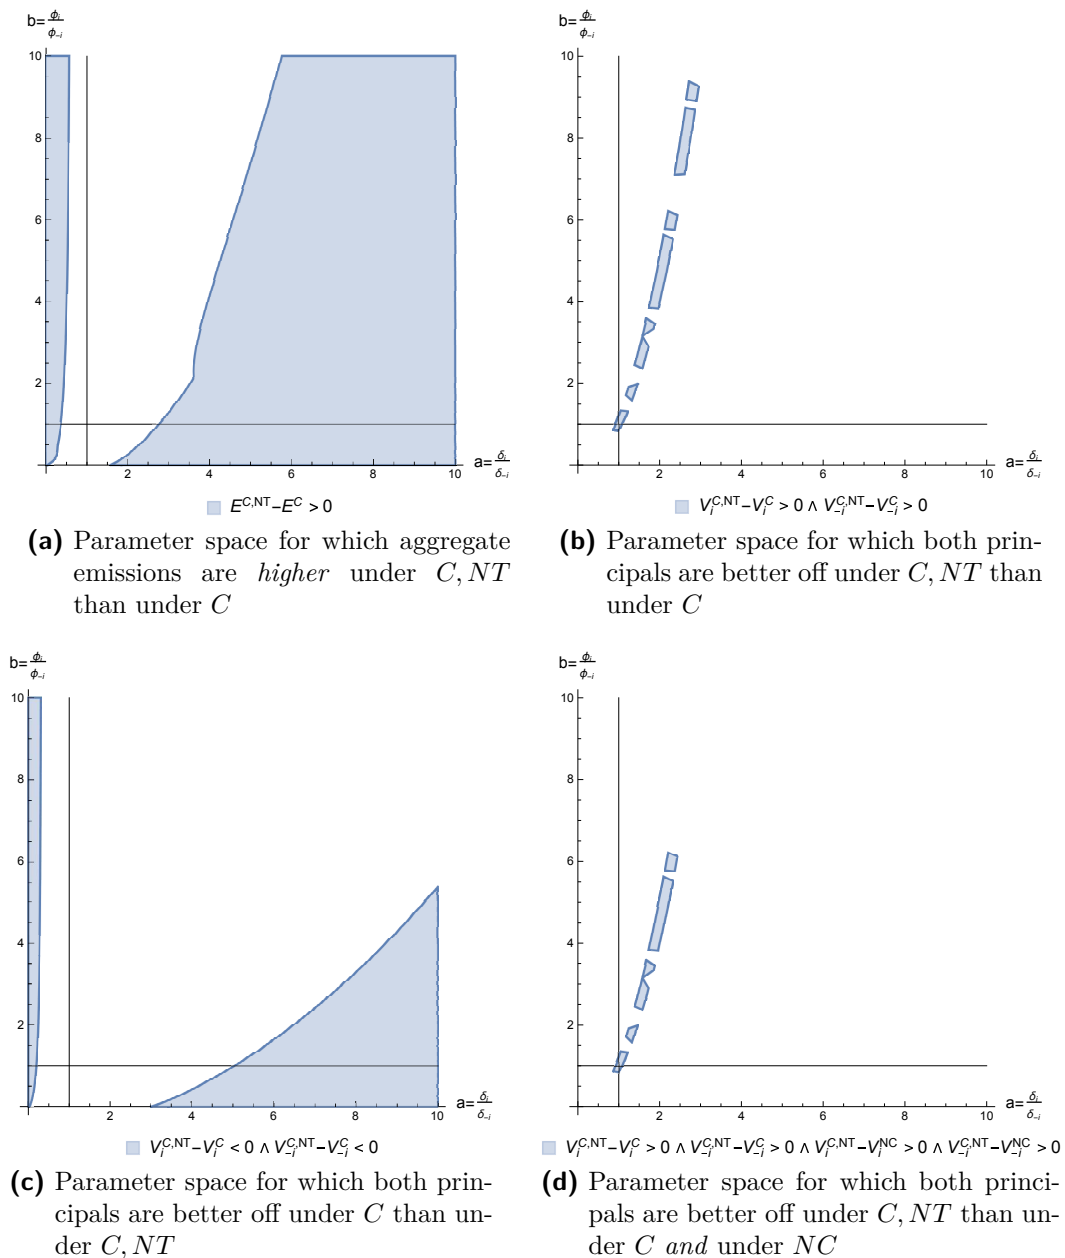 b=ϕᵢ/ϕ₋ᵢ
10
8
6
4
2
2 4 6 8 10
a=δᵢ/δ₋ᵢ
E^{C,NT}−E^C > 0
(a) Parameter space for which aggregate
emissions are higher under C, NT
than under C
b=ϕᵢ/ϕ₋ᵢ
10
8
6
4
2
2 4 6 8 10
a=δᵢ/δ₋ᵢ
V_i^{C,NT}−V_i^C > 0 ∧ V_{-i}^{C,NT}−V_{-i}^C > 0
(b) Parameter space for which both prin-
cipals are better off under C, NT than
under C
b=ϕᵢ/ϕ₋ᵢ
10
8
6
4
2
2 4 6 8 10
a=δᵢ/δ₋ᵢ
V_i^{C,NT}−V_i^C < 0 ∧ V_{-i}^{C,NT}−V_{-i}^C < 0
(c) Parameter space for which both prin-
cipals are better off under C than un-
der C, NT
b=ϕᵢ/ϕ₋ᵢ
10
8
6
4
2
2 4 6 8 10
a=δᵢ/δ₋ᵢ
V_i^{C,NT}−V_i^C > 0 ∧ V_{-i}^{C,NT}−V_{-i}^C > 0 ∧ V_i^{C,NT}−V_i^{NC} > 0 ∧ V_{-i}^{C,NT}−V_{-i}^{NC} > 0
(d) Parameter space for which both princi-
pals are better off under C, NT than un-
der C and under NC